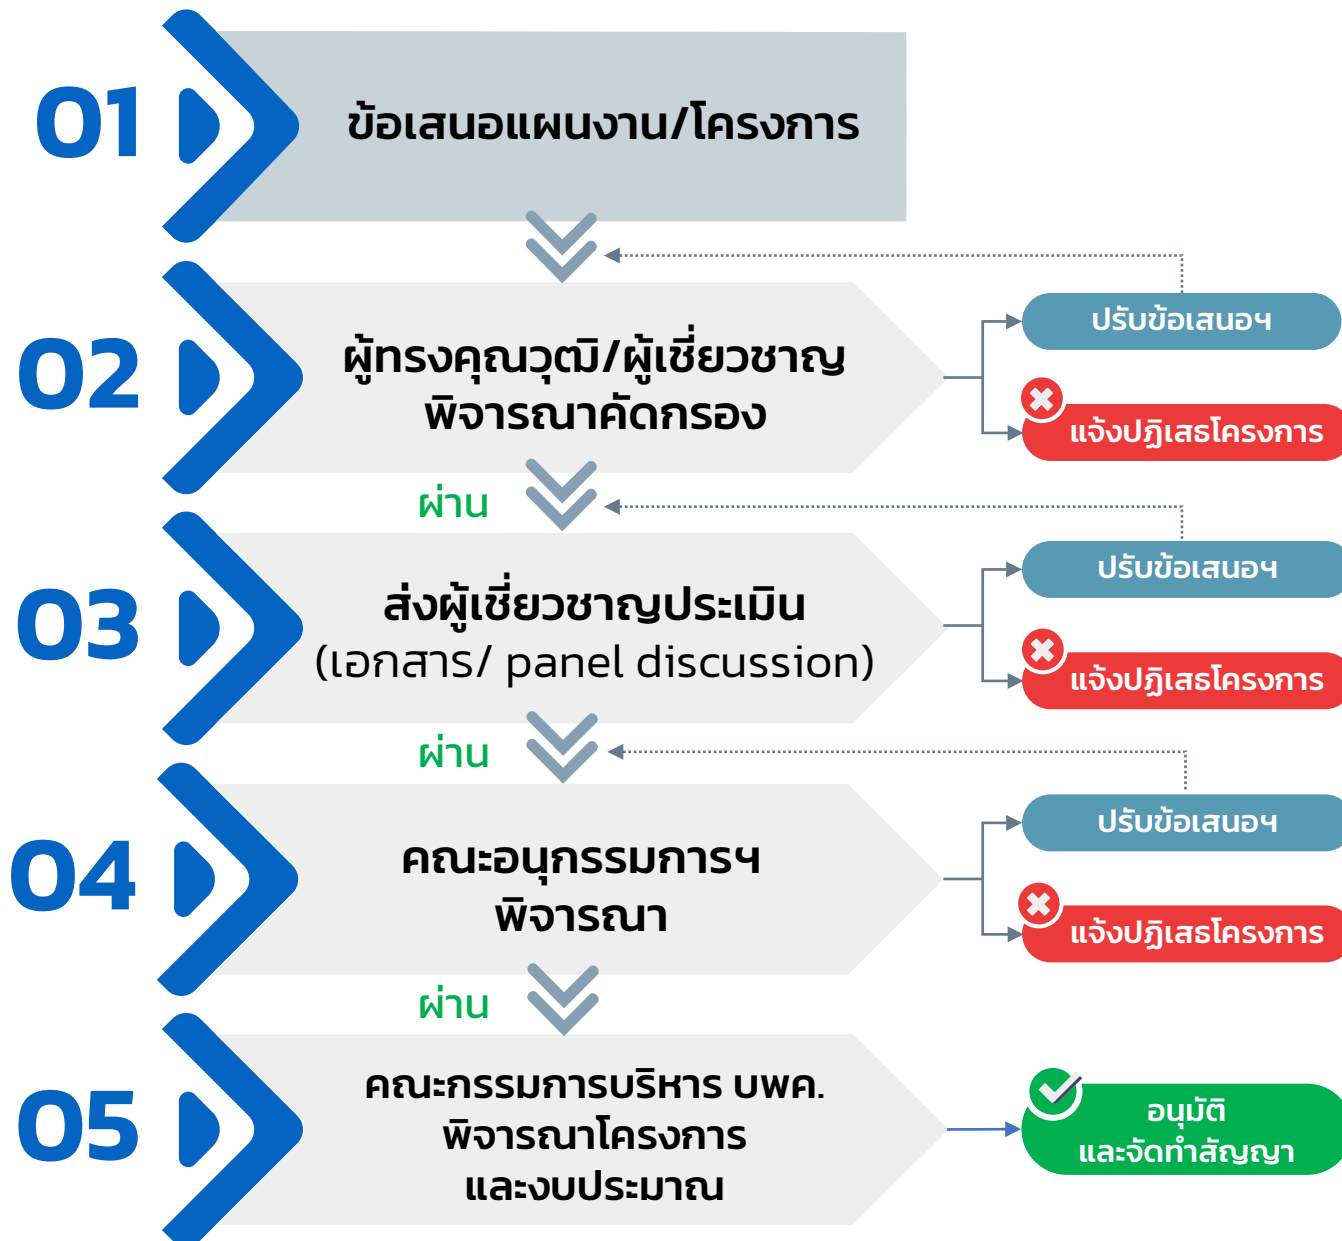 01
ข้อเสนอแผนงาน/โครงการ
02
ผู้ทรงคุณวุฒิ/ผู้เชี่ยวชาญ
พิจารณาคัดกรอง
ปรับข้อเสนอฯ
แจ้งปฏิเสธโครงการ
ผ่าน
03
ส่งผู้เชี่ยวชาญประเมิน
(เอกสาร/ panel discussion)
ปรับข้อเสนอฯ
แจ้งปฏิเสธโครงการ
ผ่าน
04
คณะอนุกรรมการฯ
พิจารณา
ปรับข้อเสนอฯ
แจ้งปฏิเสธโครงการ
ผ่าน
05
คณะกรรมการบริหาร บพค.
พิจารณาโครงการ
และงบประมาณ
อนุมัติ
และจัดทำสัญญา